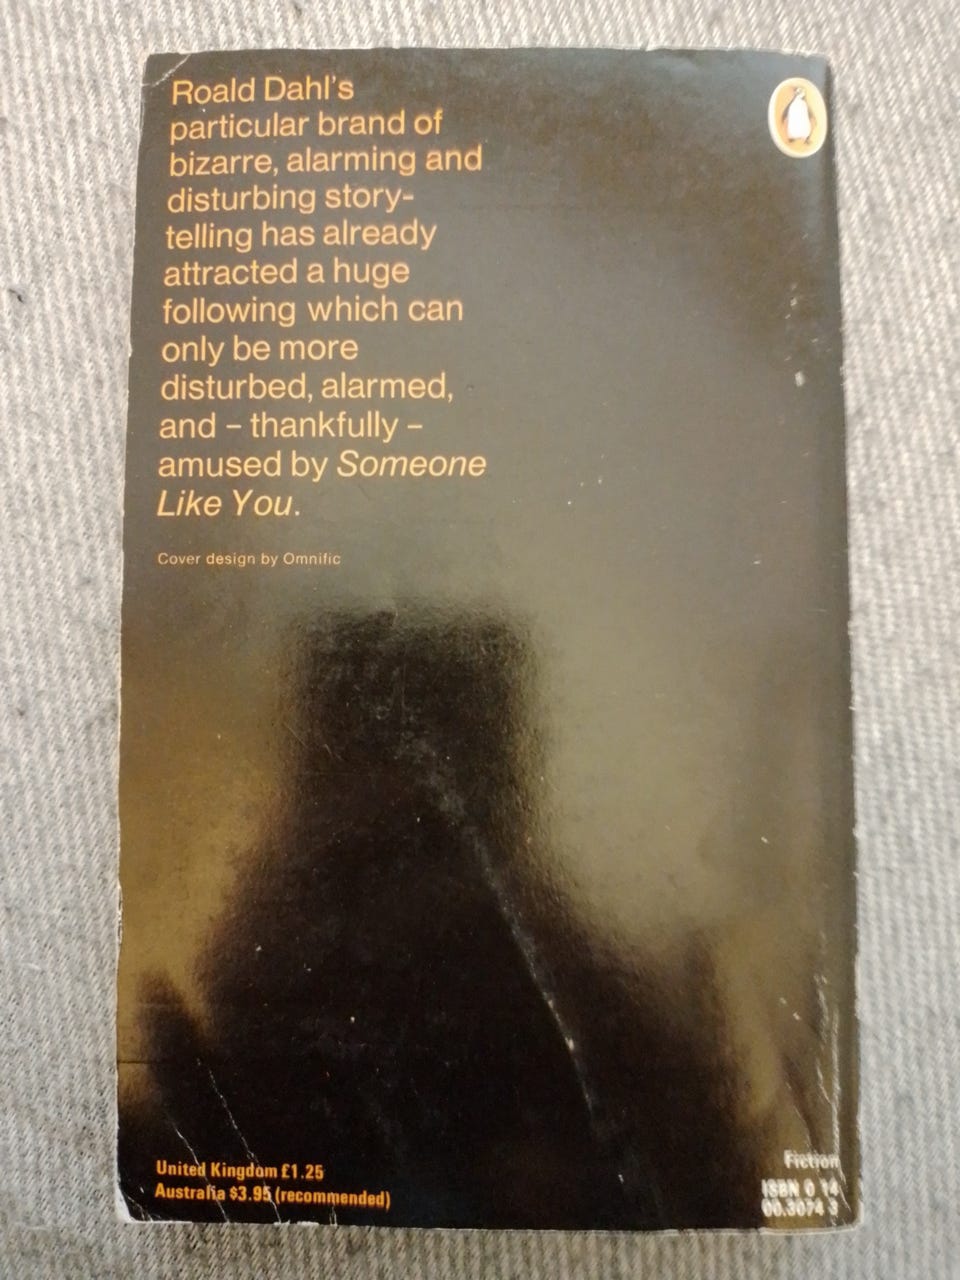 Roald Dahl's
particular brand of
bizarre, alarming and
disturbing story-
telling has already
attracted a huge
following which can
only be more
disturbed, alarmed,
and – thankfully –
amused by Someone
Like You.
Cover design by Omnific
United Kingdom £1.25
Australia $3.95 (recommended)
Fiction
ISBN 0 14
00.3074 3